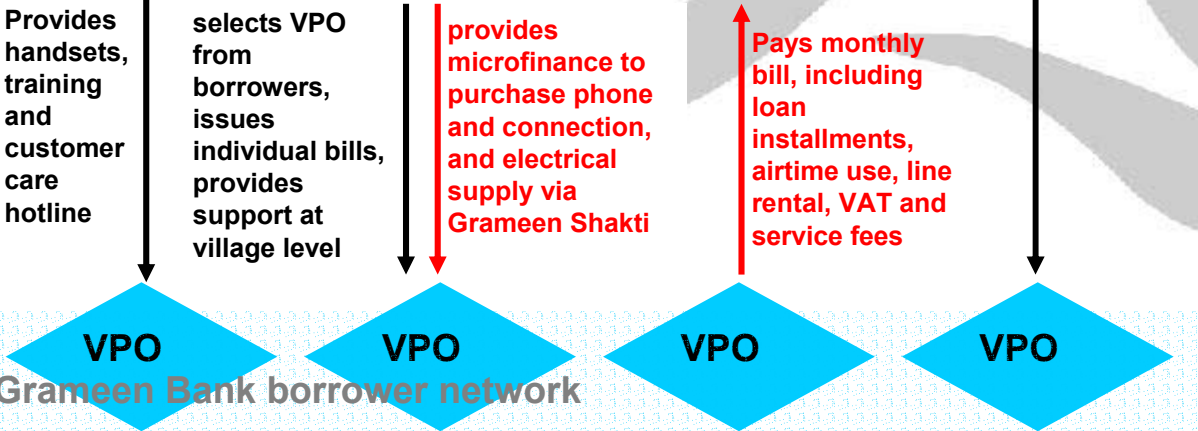 Provides
handsets,
training
and
customer
care
hotline
selects VPO
from
borrowers,
issues
individual bills,
provides
support at
village level
provides
microfinance to
purchase phone
and connection,
and electrical
supply via
Grameen Shakti
Pays monthly
bill, including
loan
installments,
airtime use, line
rental, VAT and
service fees
VPO
VPO
VPO
VPO
Grameen Bank borrower network